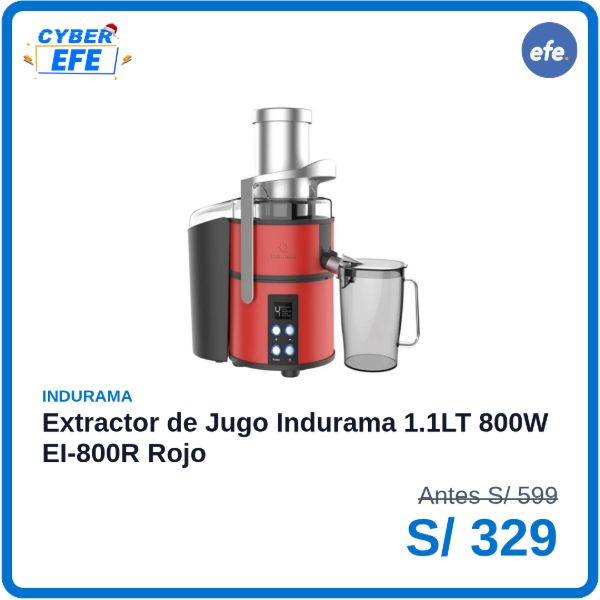 CYBER
EFE
efe.
INDURAMA
Extractor de Jugo Indurama 1.1LT 800W
EI-800R Rojo
Antes S/ 599
S/ 329